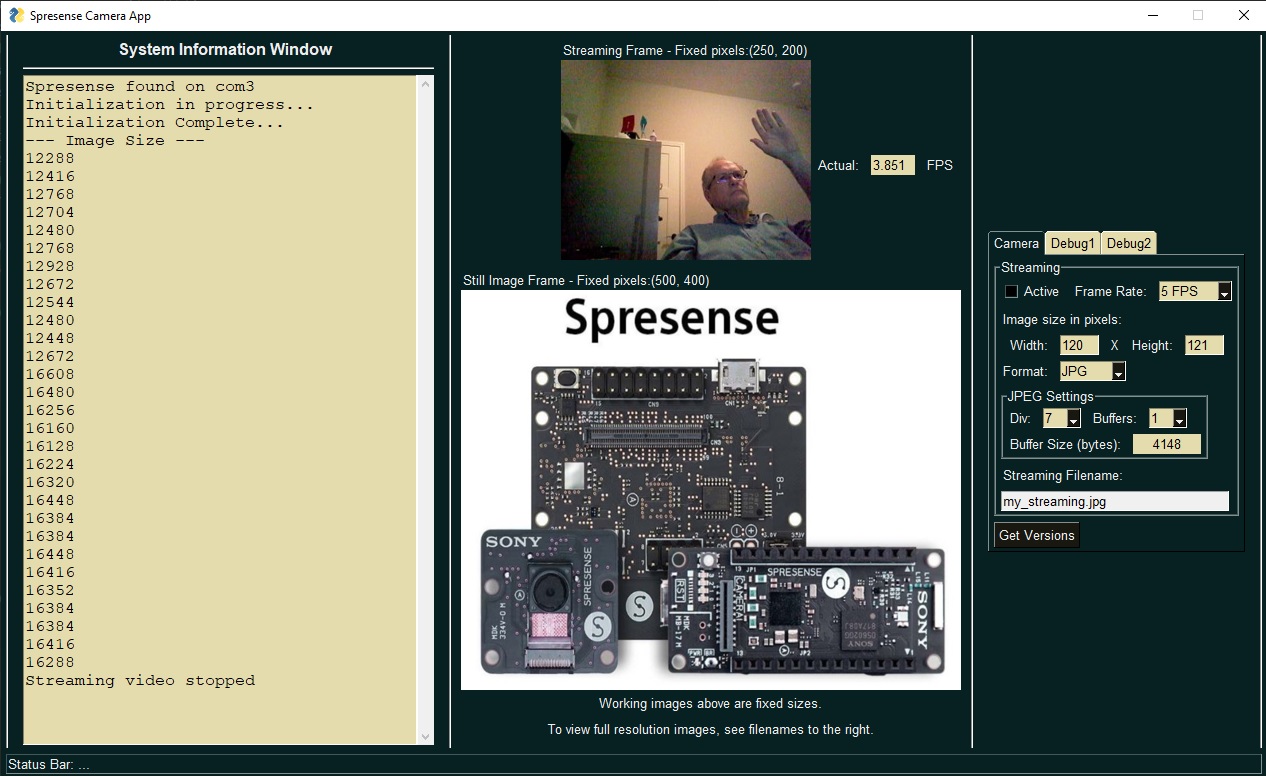 Spresense Camera App
System Information Window
Spresense found on com3
Initialization in progress...
Initialization Complete...
--- Image Size ---
12288
12416
12768
12704
12480
12768
12928
12672
12544
12480
12448
12672
16608
16480
16256
16160
16128
16224
16320
16448
16384
16384
16448
16416
16352
16384
16384
16416
16288
Streaming video stopped
Streaming Frame - Fixed pixels:(250, 200)
Actual: 3.851 FPS
Still Image Frame - Fixed pixels:(500, 400)
Spresense
SONY
SPRESENSE
SPRESENSE
SONY
Working images above are fixed sizes.
To view full resolution images, see filenames to the right.
Camera Debug1 Debug2
Streaming
Active Frame Rate: 5 FPS
Image size in pixels:
Width: 120 X Height: 121
Format: JPG
JPEG Settings
Div: 7 Buffers: 1
Buffer Size (bytes): 4148
Streaming Filename:
my_streaming.jpg
Get Versions
Status Bar: ...